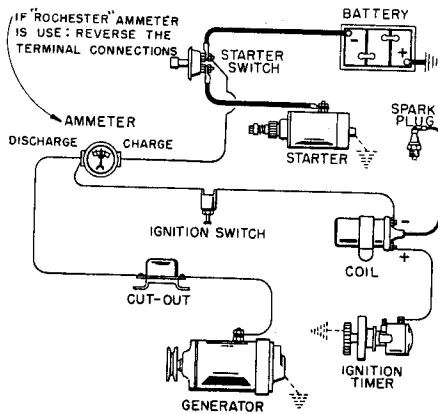 IF "ROCHESTER" AMMETER
IS USE: REVERSE THE
TERMINAL CONNECTIONS
BATTERY
- +
STARTER
SWITCH
SPARK
PLUG
AMMETER
DISCHARGE CHARGE
STARTER
IGNITION SWITCH
-
COIL
+
CUT-OUT
IGNITION
TIMER
GENERATOR